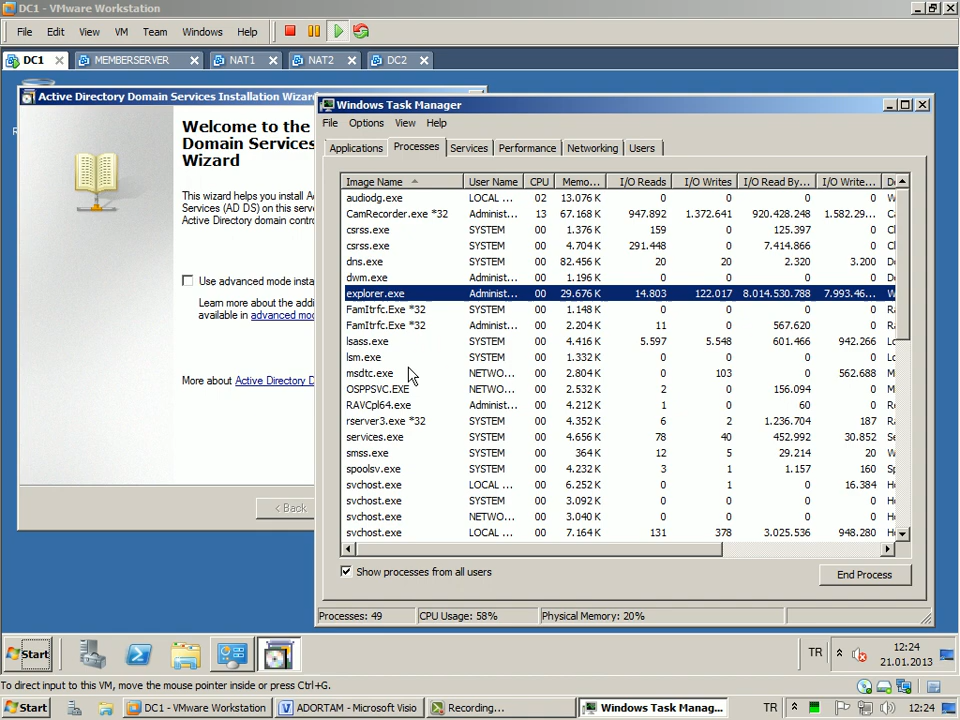 DC1 - VMware Workstation
File Edit View VM Team Windows Help
DC1 MEMBERSERVER NAT1 NAT2 DC2
Active Directory Domain Services Installation Wizar
Welcome to the
Domain Services
Wizard
This wizard helps you install A
Services (AD DS) on this serve
Active Directory domain contro
Use advanced mode insta
Learn more about the addi
available in advanced mod
More about Active Directory D
< Back
Windows Task Manager
File Options View Help
Applications Processes Services Performance Networking Users
Image Name User Name CPU Memo... I/O Reads I/O Writes I/O Read By... I/O Write... De
audiodg.exe LOCAL ... 02 13.076 K 0 0 0 0
CamRecorder.exe *32 Administ... 13 67.168 K 947.892 1.372.641 920.428.248 1.582.29...
csrss.exe SYSTEM 00 1.376 K 159 0 125.397 0
csrss.exe SYSTEM 00 4.704 K 291.448 0 7.414.866 0
dns.exe SYSTEM 00 82.456 K 20 20 2.320 3.200
dwm.exe Administ... 00 1.196 K 0 0 0 0
explorer.exe Administ... 00 29.676 K 14.803 122.017 8.014.530.788 7.993.46...
FamItrfc.Exe *32 SYSTEM 00 1.148 K 0 0 0 0
FamItrfc.Exe *32 Administ... 00 2.204 K 11 0 567.620 0
lsass.exe SYSTEM 00 4.416 K 5.597 5.548 601.466 942.266
lsm.exe SYSTEM 00 1.332 K 0 0 0 0
msdtc.exe NETWO... 00 2.804 K 0 103 0 562.688
OSPPSVC.EXE NETWO... 00 2.532 K 2 0 156.094 0
RAVCpl64.exe Administ... 00 4.212 K 1 0 60 0
rserver3.exe *32 SYSTEM 00 4.352 K 6 2 1.236.704 187
services.exe SYSTEM 00 4.656 K 78 40 452.992 30.852
smss.exe SYSTEM 00 364 K 12 5 29.214 20
spoolsv.exe SYSTEM 00 4.232 K 3 1 1.157 160
svchost.exe LOCAL ... 00 6.252 K 0 1 0 16.384
svchost.exe SYSTEM 00 3.092 K 0 0 0 0
svchost.exe NETWO... 00 3.040 K 0 0 0 0
svchost.exe LOCAL ... 00 7.164 K 131 378 3.025.536 948.280
Show processes from all users
End Process
Processes: 49 CPU Usage: 58% Physical Memory: 20%
Start TR 12:24
21.01.2013
To direct input to this VM, move the mouse pointer inside or press Ctrl+G.
Start DC1 - VMware Workstation ADORTAM - Microsoft Visio Recording... Windows Task Manag... TR 12:24